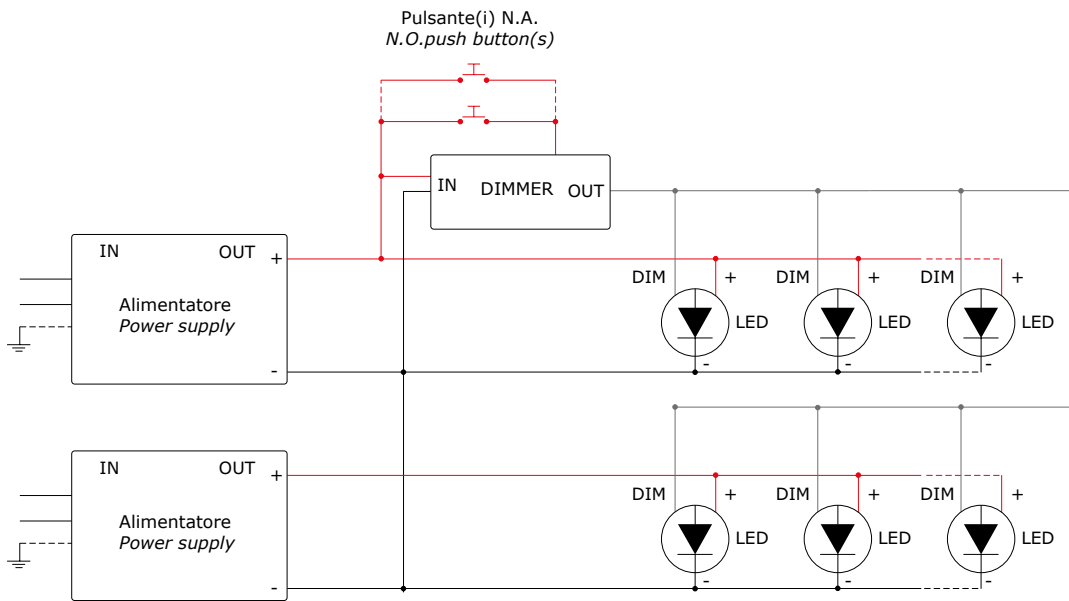 Pulsante(i) N.A.
N.O.push button(s)
IN DIMMER OUT
IN OUT +
Alimentatore
Power supply
-
DIM + LED -
DIM + LED -
DIM + LED -
IN OUT +
Alimentatore
Power supply
-
DIM + LED -
DIM + LED -
DIM + LED -